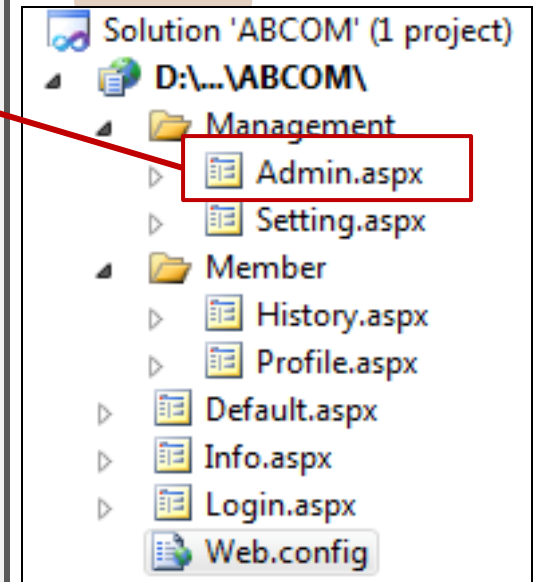 Solution 'ABCOM' (1 project)
D:\...\ABCOM\
Management
Admin.aspx
Setting.aspx
Member
History.aspx
Profile.aspx
Default.aspx
Info.aspx
Login.aspx
Web.config